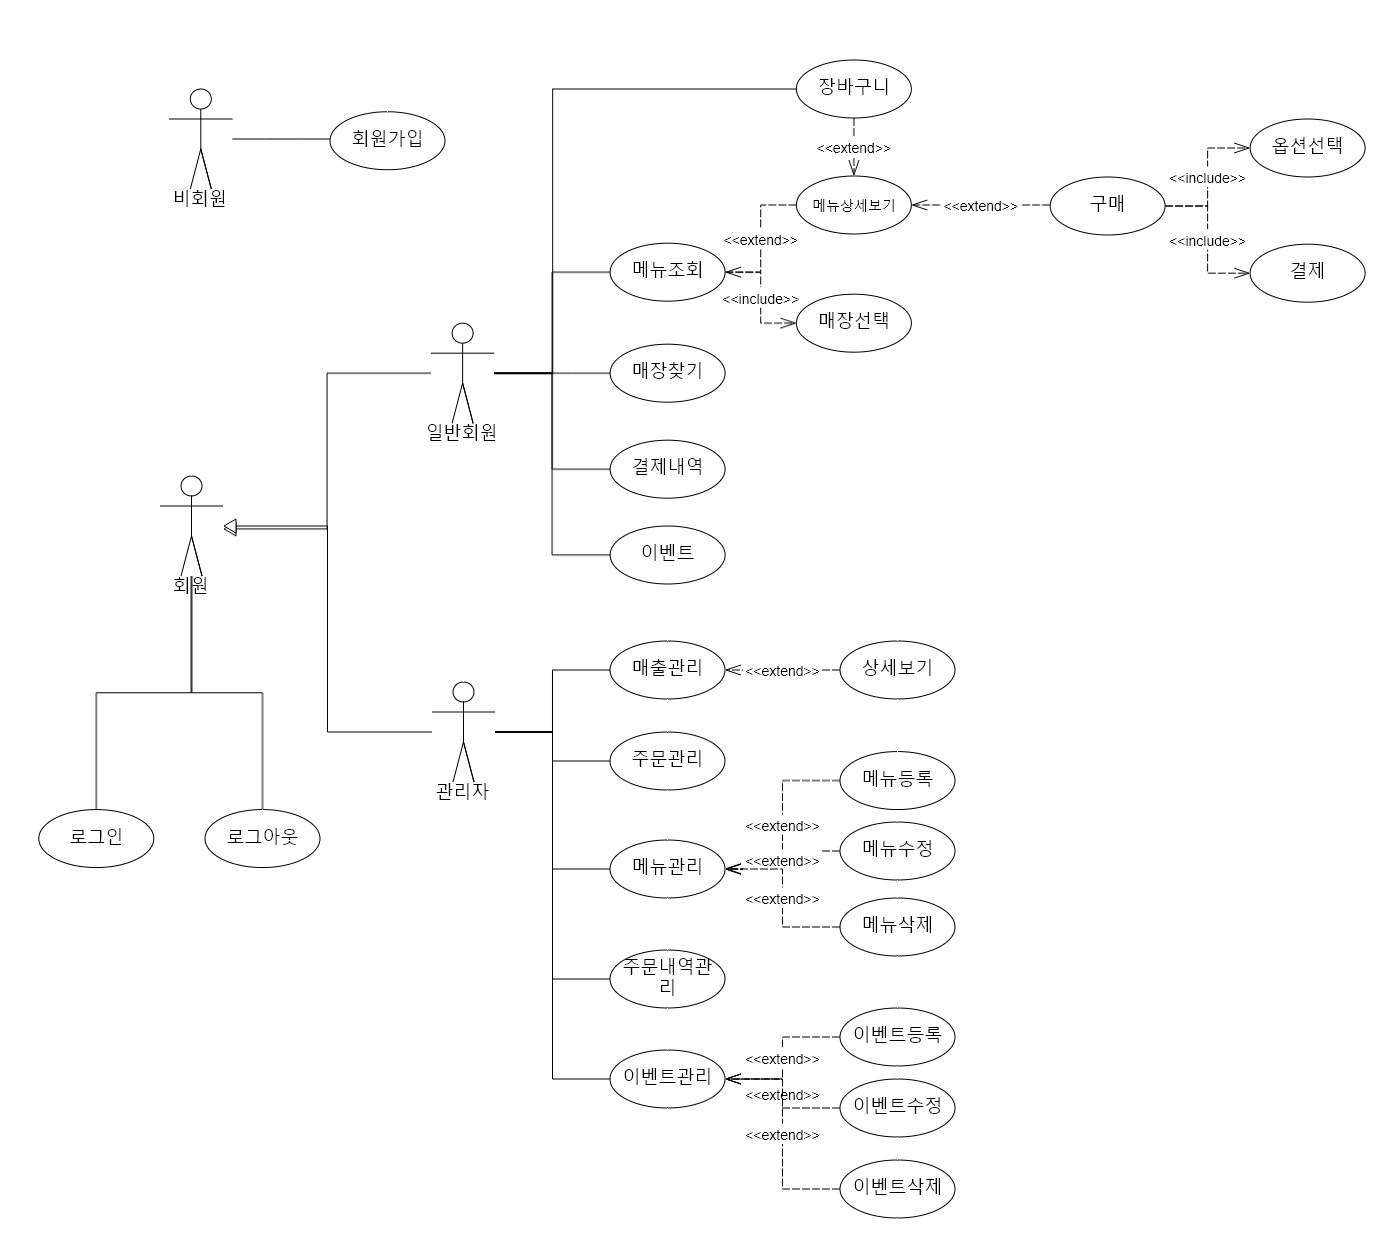 장바구니
회원가입
비회원
<<extend>>
옵션선택
<<include>>
메뉴상세보기
<<extend>>
구매
<<extend>>
<<include>>
메뉴조회
결제
<<include>>
매장선택
매장찾기
일반회원
결제내역
이벤트
회원
매출관리
<<extend>>
상세보기
주문관리
관리자
메뉴등록
<<extend>>
로그인
로그아웃
메뉴수정
<<extend>>
메뉴관리
<<extend>>
메뉴삭제
주문내역관
리
이벤트등록
<<extend>>
이벤트관리
<<extend>>
이벤트수정
<<extend>>
이벤트삭제